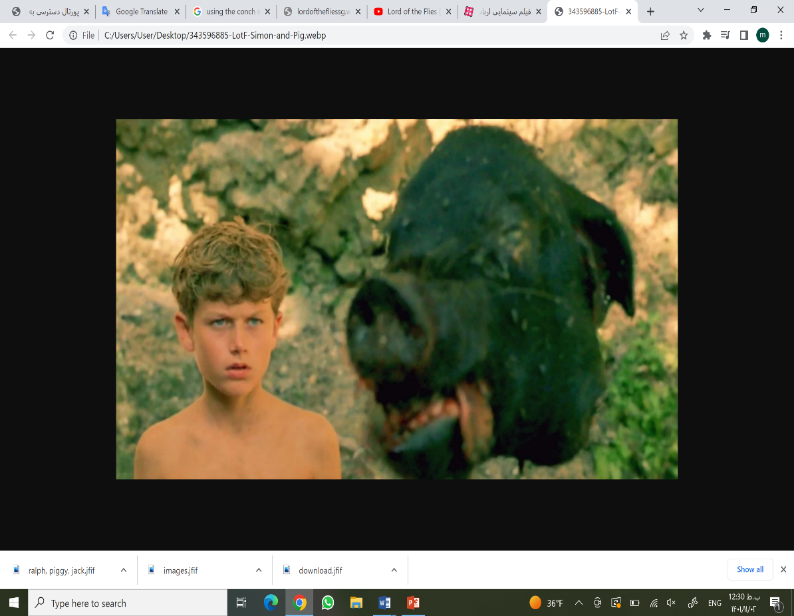 پورتال دسترسی به
Google Translate
using the conch i
lordofthefliessg.w
Lord of the Flies
فیلم سینمایی اربا
343596885-LotF
File
C:/Users/User/Desktop/343596885-LotF-Simon-and-Pig.webp
m
ralph, piggy, jack.jfif
images.jfif
download.jfif
Show all
Type here to search
36°F
ENG
12:30 ب.ظ